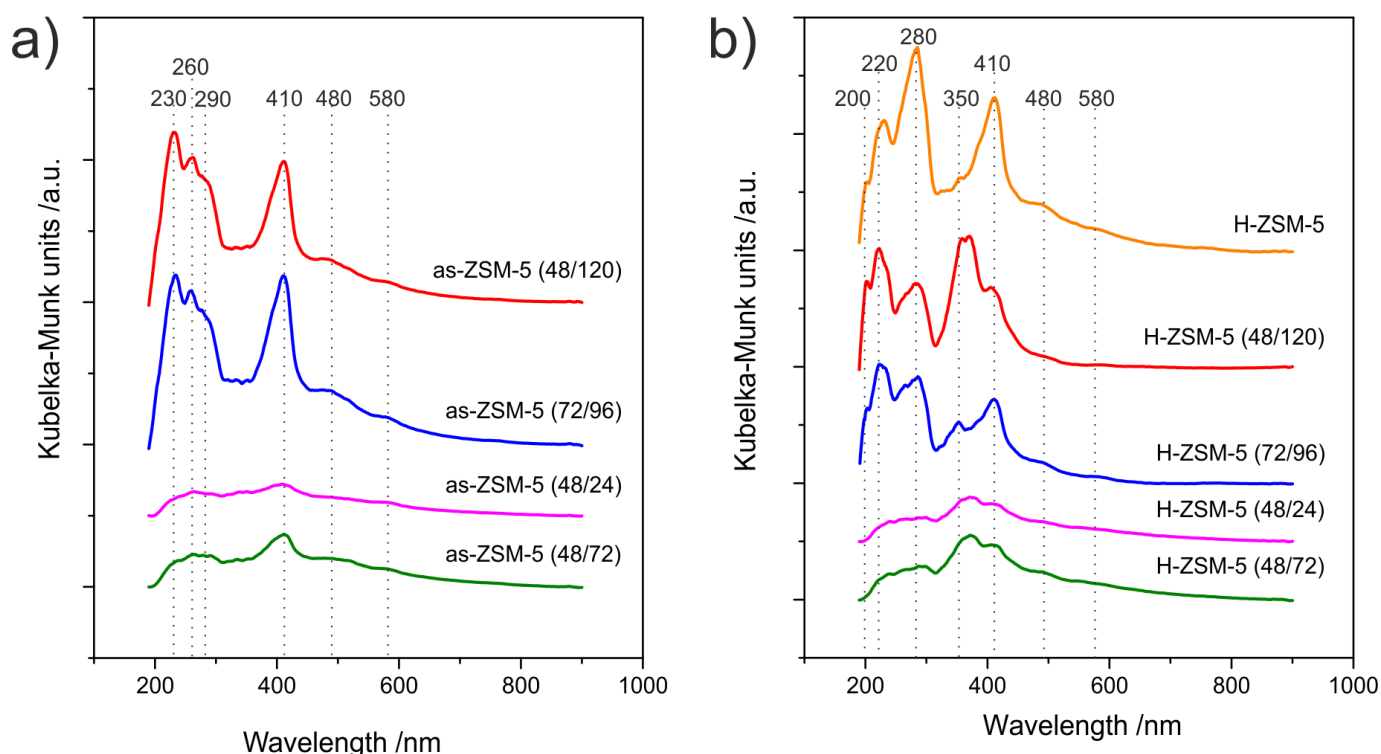 a)
260
230 290 410 480 580
Kubelka-Munk units /a.u.
as-ZSM-5 (48/120)
as-ZSM-5 (72/96)
as-ZSM-5 (48/24)
as-ZSM-5 (48/72)
200 400 600 800 1000
Wavelength /nm
b)
280
220 410
200 350 480 580
Kubelka-Munk units /a.u.
H-ZSM-5
H-ZSM-5 (48/120)
H-ZSM-5 (72/96)
H-ZSM-5 (48/24)
H-ZSM-5 (48/72)
200 400 600 800 1000
Wavelength /nm